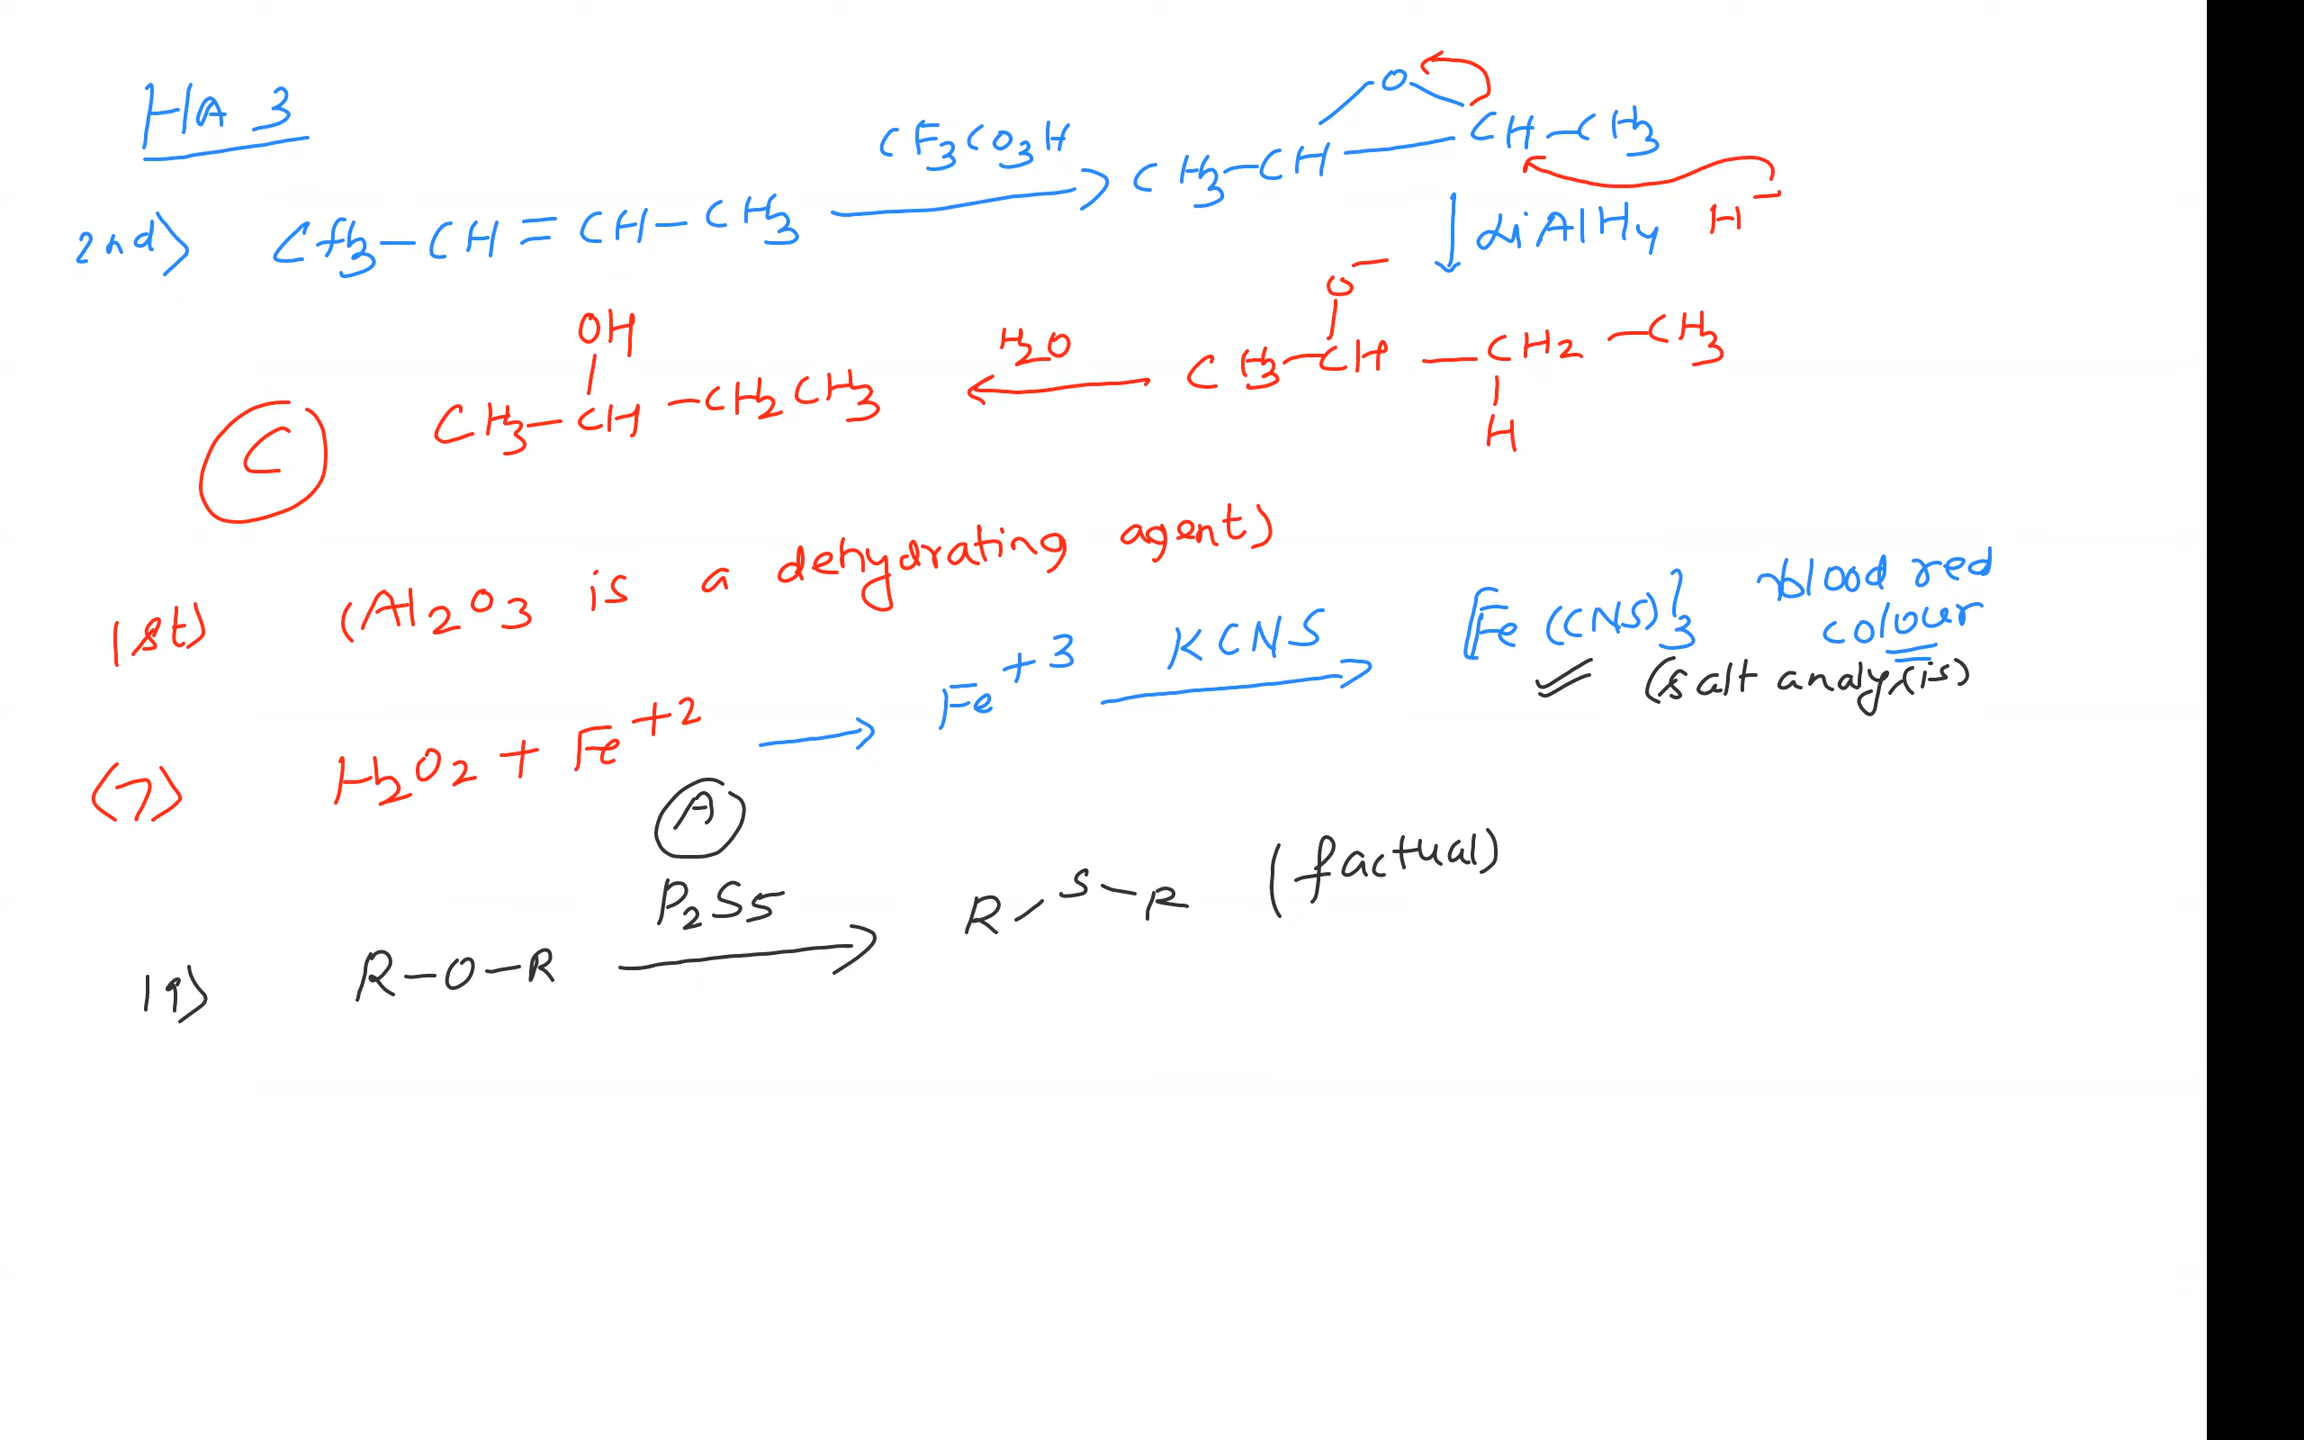 HA 3
CF3CO3H
O
CH3-CH-CH-CH3
2nd) CH3-CH=CH-CH3
LiAlH4 H-
OH
O-
CH3-CH-CH2CH3
H2O
CH3-CH-CH2-CH3
H
C
1st) (Al2O3 is a dehydrating agent)
(7) H2O2 + Fe+2 → Fe+3 KCNS → [Fe(CNS)}3 blood red
colour
(salt analysis)
A
P2S5
19) R-O-R → R-S-R (factual)